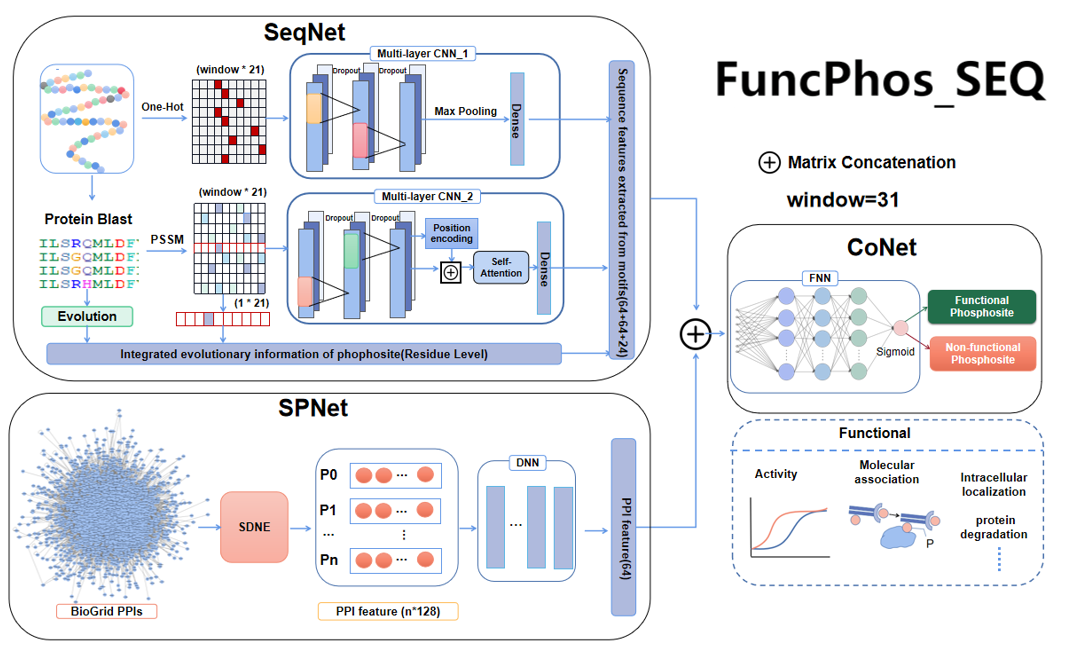 SeqNet
FuncPhos_SEQ
Matrix Concatenation
window=31
(window * 21)
One-Hot
Multi-layer CNN_1
Dropout
Dropout
Max Pooling
Dense
Sequence features extracted from motifs(64+64+24)
Protein Blast
ILSRQMLDF
ILSGQMLDF
ILSGCMLDF
ILSRHMLDF
PSSM
(window * 21)
(1 * 21)
Evolution
Multi-layer CNN_2
Dropout
Dropout
Position
encoding
Self-
Attention
Dense
Integrated evolutionary information of phophosite(Residue Level)
SPNet
BioGrid PPIs
SDNE
P0
...
P1
...
...
Pn
...
PPI feature (n*128)
DNN
...
PPI feature(64)
CoNet
FNN
Sigmoid
Functional
Phosphosite
Non-functional
Phosphosite
Functional
Activity
Molecular
association
P
Intracellular
localization
protein
degradation